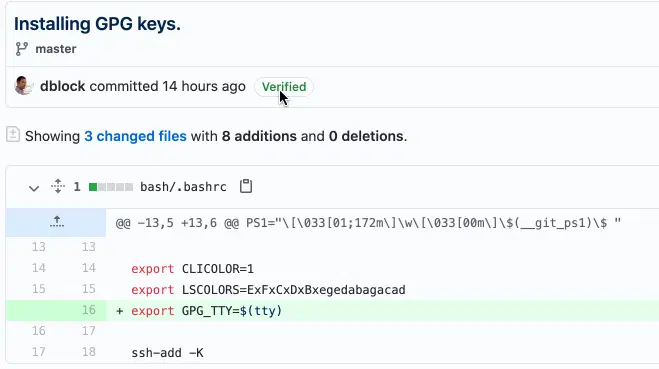 Installing GPG keys.
master
dblock committed 14 hours ago Verified
Showing 3 changed files with 8 additions and 0 deletions.
1 bash/.bashrc
@@ -13,5 +13,6 @@ PS1="\[\033[01;172m\]\w\[\033[00m\]\$(__git_ps1)\$ "
13 13
14 14 export CLICOLOR=1
15 15 export LSCOLORS=ExFxCxDxBxegedabagacad
16 + export GPG_TTY=$(tty)
16 17
17 18 ssh-add -K